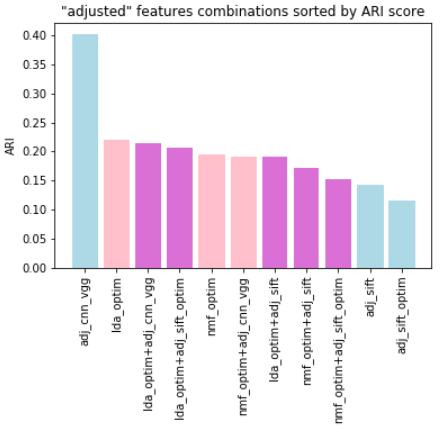 "adjusted" features combinations sorted by ARI score
ARI
0.40
0.35
0.30
0.25
0.20
0.15
0.10
0.05
0.00
adj_cnn_vgg
lda_optim
lda_optim+adj_cnn_vgg
lda_optim+adj_sift_optim
nmf_optim
nmf_optim+adj_cnn_vgg
lda_optim+adj_sift
nmf_optim+adj_sift
nmf_optim+adj_sift_optim
adj_sift
adj_sift_optim